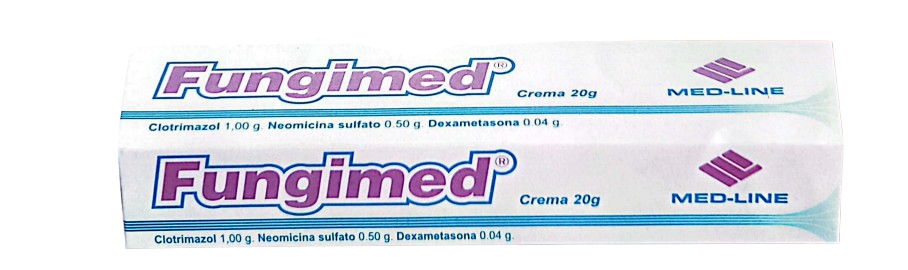 Fungimed®
Crema 20g
MED-LINE
Clotrimazol 1,00 g. Neomicina sulfato 0.50 g. Dexametasona 0.04 g.
Fungimed®
Crema 20g
MED-LINE
Clotrimazol 1,00 g. Neomicina sulfato 0.50 g. Dexametasona 0.04 g.